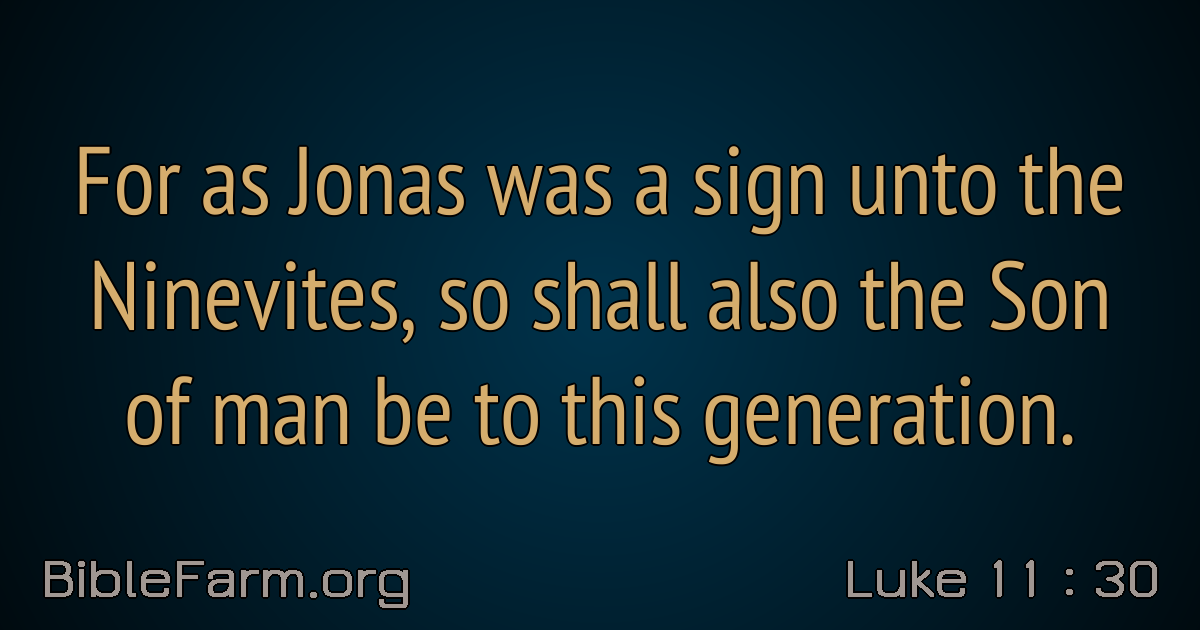 For as Jonas was a sign unto the
Ninevites, so shall also the Son
of man be to this generation.
BibleFarm.org
Luke 11 : 30